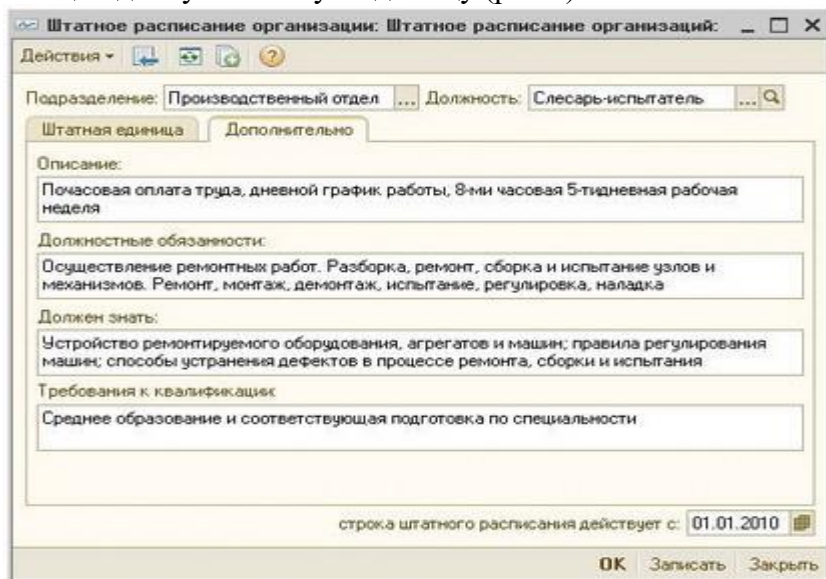 Штатное расписание организации: Штатное расписание организаций:
Действия
Подразделение: Производственный отдел ... Должность: Слесарь-испытатель ...
Штатная единица Дополнительно
Описание:
Почасовая оплата труда, дневной график работы, 8-ми часовая 5-тидневная рабочая
неделя
Должностные обязанности:
Осуществление ремонтных работ. Разборка, ремонт, сборка и испытание узлов и
механизмов. Ремонт, монтаж, демонтаж, испытание, регулировка, наладка
Должен знать:
Устройство ремонтируемого оборудования, агрегатов и машин; правила регулирования
машин; способы устранения дефектов в процессе ремонта, сборки и испытания
Требования к квалификации:
Среднее образование и соответствующая подготовка по специальности
строка штатного расписания действует с: 01.01.2010
OK Записать Закрыть